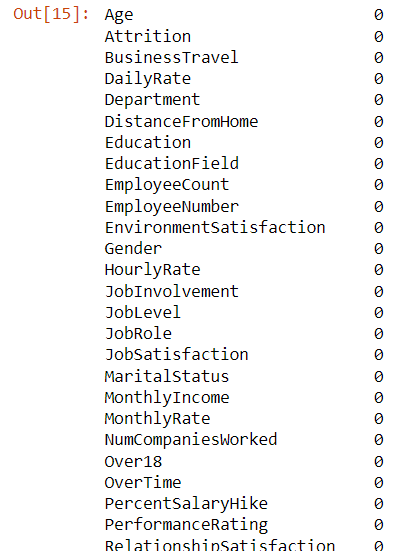 Out[15]: Age 0
Attrition 0
BusinessTravel 0
DailyRate 0
Department 0
DistanceFromHome 0
Education 0
EducationField 0
EmployeeCount 0
EmployeeNumber 0
EnvironmentSatisfaction 0
Gender 0
HourlyRate 0
JobInvolvement 0
JobLevel 0
JobRole 0
JobSatisfaction 0
MaritalStatus 0
MonthlyIncome 0
MonthlyRate 0
NumCompaniesWorked 0
Over18 0
OverTime 0
PercentSalaryHike 0
PerformanceRating 0
RelationshipSatisfaction 0